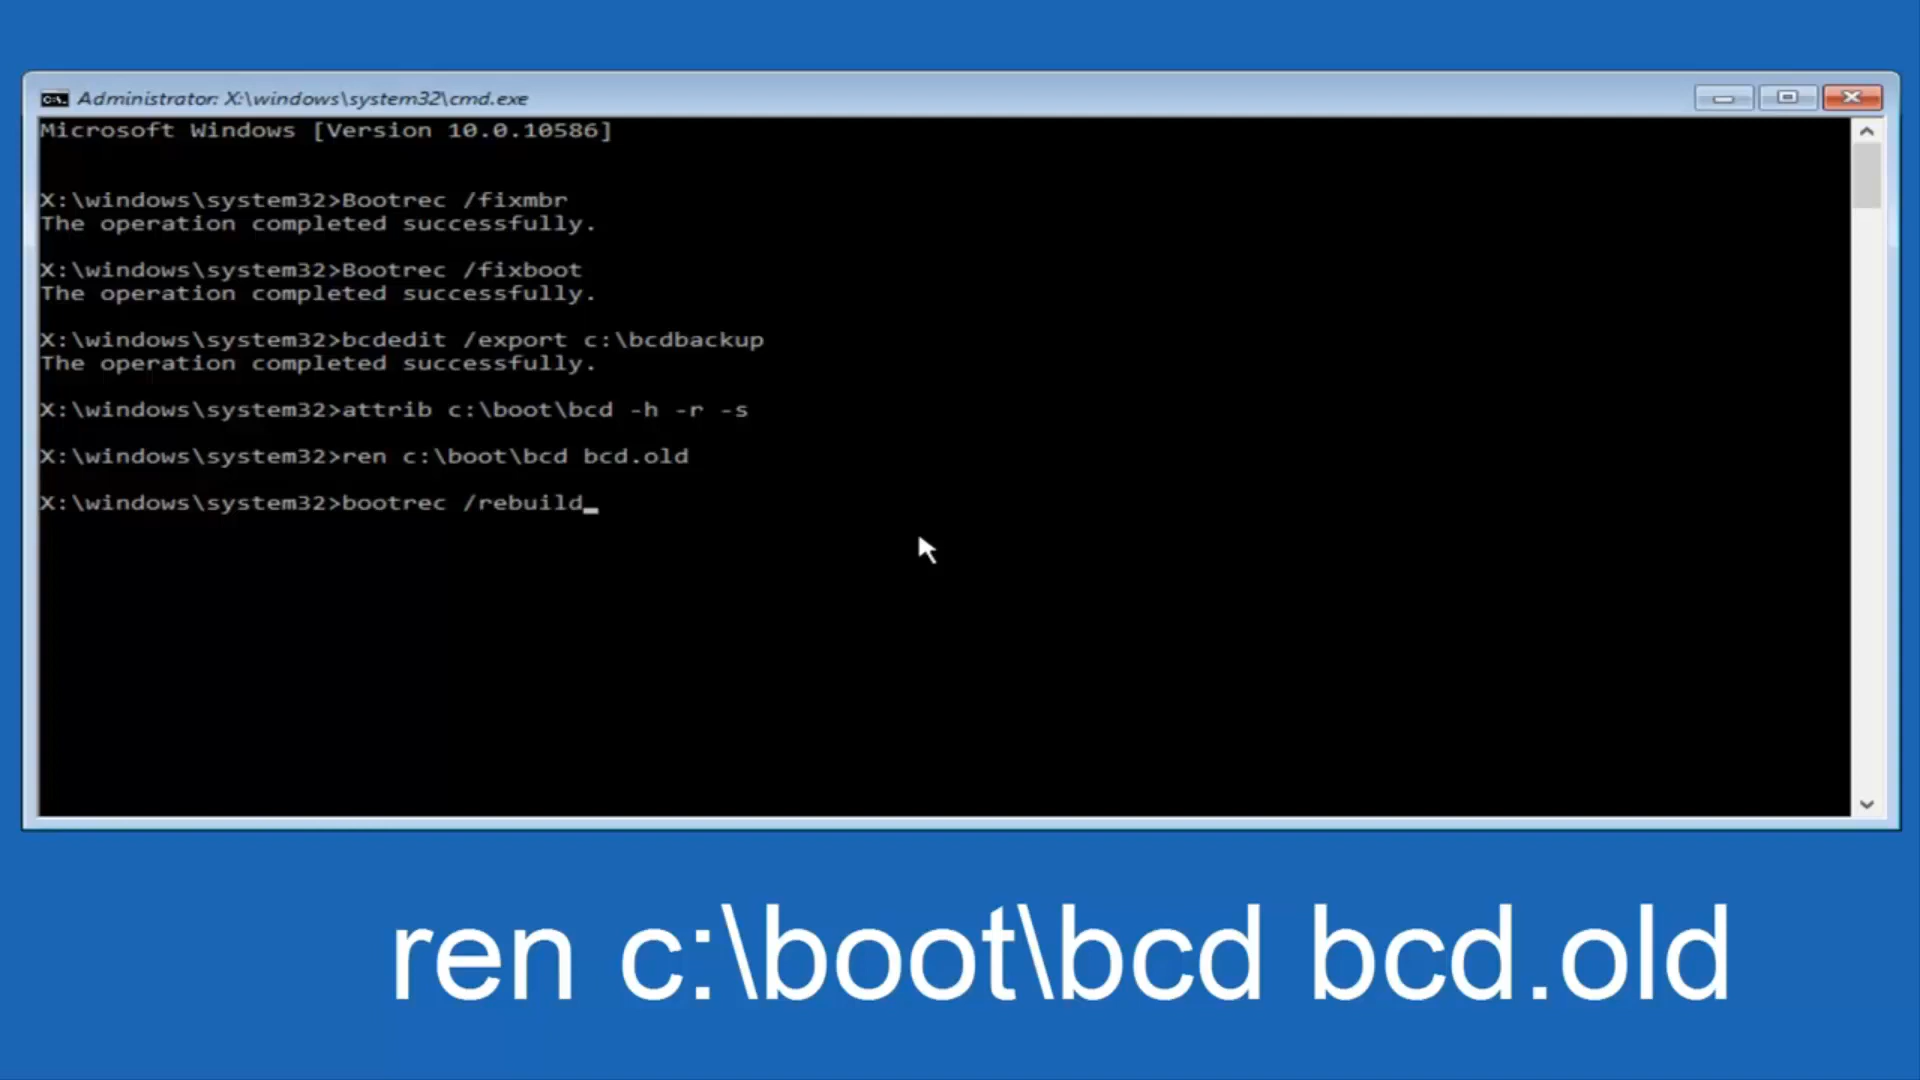 Administrator: X:\windows\system32\cmd.exe
Microsoft Windows [Version 10.0.10586]
X:\windows\system32>Bootrec /fixmbr
The operation completed successfully.
X:\windows\system32>Bootrec /fixboot
The operation completed successfully.
X:\windows\system32>bcdedit /export c:\bcdbackup
The operation completed successfully.
X:\windows\system32>attrib c:\boot\bcd -h -r -s
X:\windows\system32>ren c:\boot\bcd bcd.old
X:\windows\system32>bootrec /rebuild_
ren c:\boot\bcd bcd.old